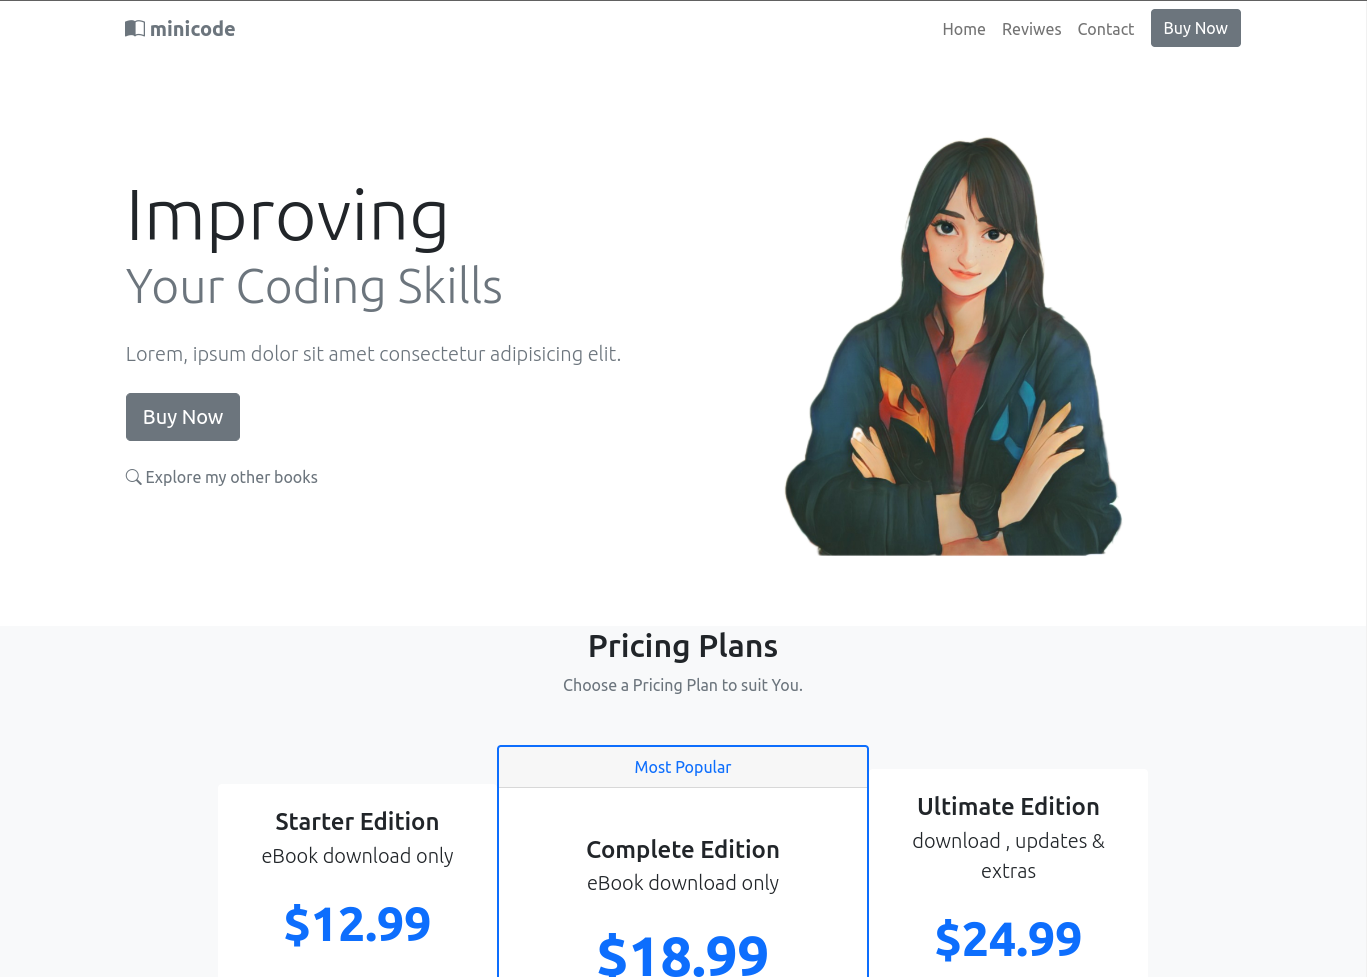 minicode
Home Reviwes Contact Buy Now
Improving
Your Coding Skills
Lorem, ipsum dolor sit amet consectetur adipisicing elit.
Buy Now
Explore my other books
Pricing Plans
Choose a Pricing Plan to suit You.
Starter Edition
eBook download only
$12.99
Most Popular
Complete Edition
eBook download only
$18.99
Ultimate Edition
download , updates &
extras
$24.99